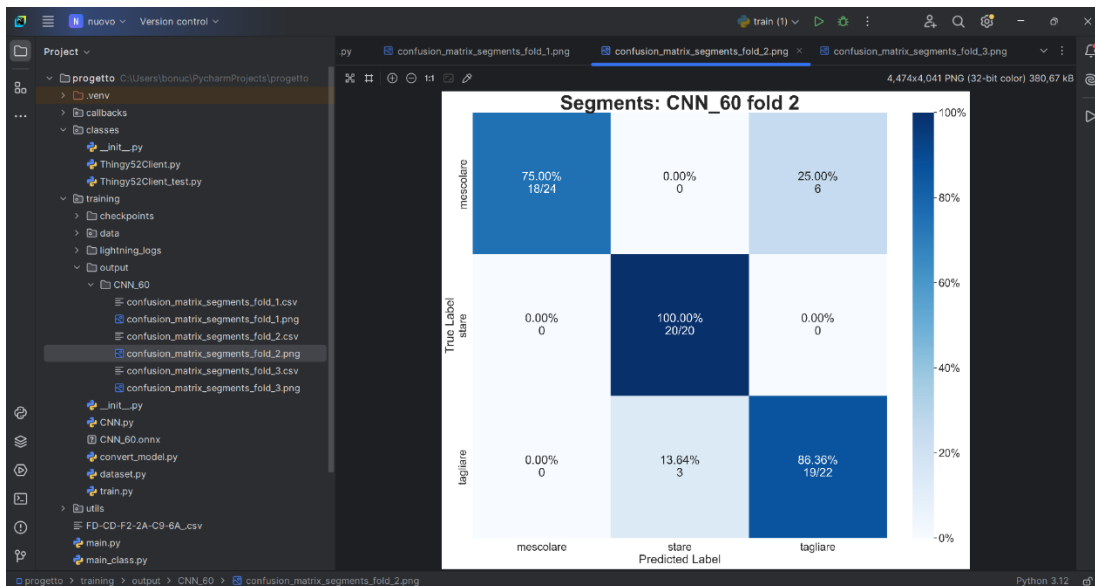 N nuovo Version control train (1)
Project
.py confusion_matrix_segments_fold_1.png confusion_matrix_segments_fold_2.png confusion_matrix_segments_fold_3.png
1:1 4,474x4,041 PNG (32-bit color) 380,67 kB
progetto C:\Users\bonuc\PycharmProjects\progetto
.venv
callbacks
classes
__init__.py
Thingy52Client.py
Thingy52Client_test.py
training
checkpoints
data
lightning_logs
output
CNN_60
confusion_matrix_segments_fold_1.csv
confusion_matrix_segments_fold_1.png
confusion_matrix_segments_fold_2.csv
confusion_matrix_segments_fold_2.png
confusion_matrix_segments_fold_3.csv
confusion_matrix_segments_fold_3.png
__init__.py
CNN.py
CNN_60.onnx
convert_model.py
dataset.py
train.py
utils
FD-CD-F2-2A-C9-6A_.csv
main.py
main_class.py
Segments: CNN_60 fold 2
True Label
mescolare
75.00% 0.00% 25.00%
18/24 0 6
stare
0.00% 100.00% 0.00%
0 20/20 0
tagliare
0.00% 13.64% 86.36%
0 3 19/22
mescolare stare tagliare
Predicted Label
100%
80%
60%
40%
20%
0%
progetto > training > output > CNN_60 > confusion_matrix_segments_fold_2.png Python 3.12